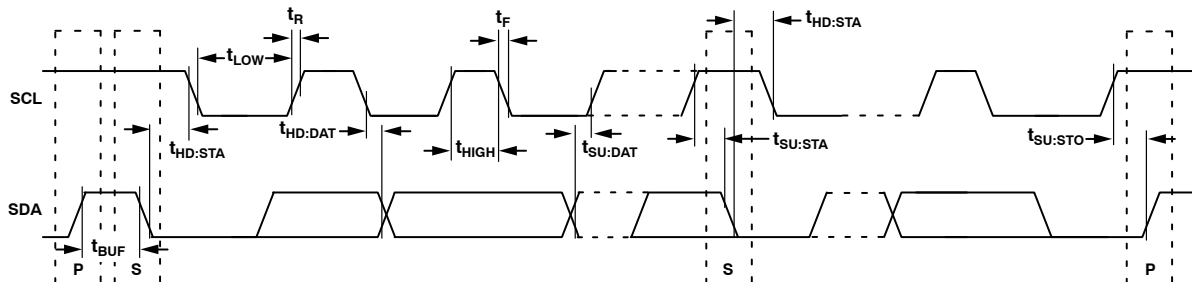 tR
tF
tHD:STA
tLOW
SCL
tHD:STA
tHD:DAT
tHIGH
tSU:DAT
tSU:STA
tSU:STO
SDA
tBUF
P
S
S
P